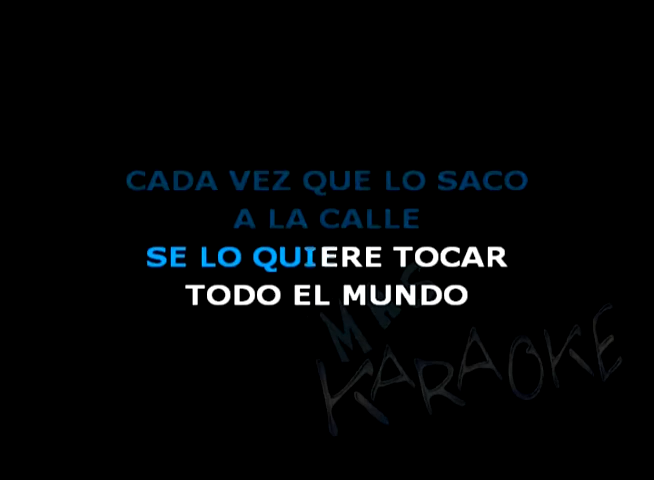 CADA VEZ QUE LO SACO
A LA CALLE
SE LO QUIERE TOCAR
TODO EL MUNDO
KARAOKE